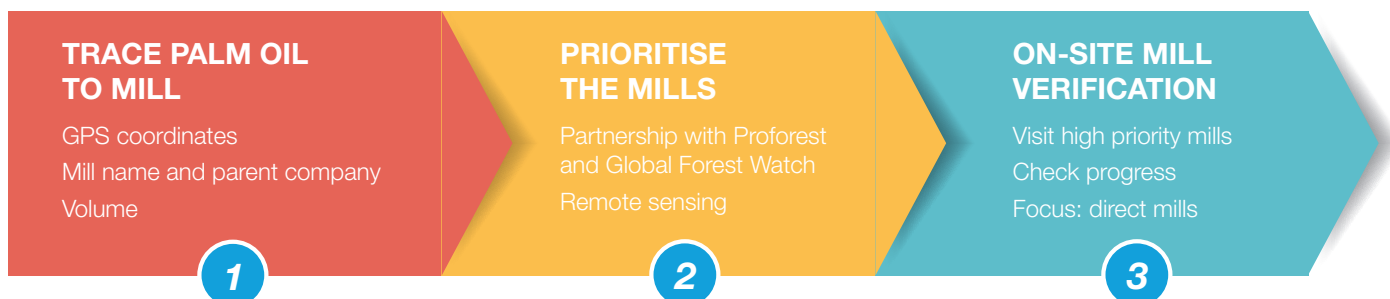 TRACE PALM OIL
TO MILL
GPS coordinates
Mill name and parent company
Volume
1
PRIORITISE
THE MILLS
Partnership with Proforest
and Global Forest Watch
Remote sensing
2
ON-SITE MILL
VERIFICATION
Visit high priority mills
Check progress
Focus: direct mills
3